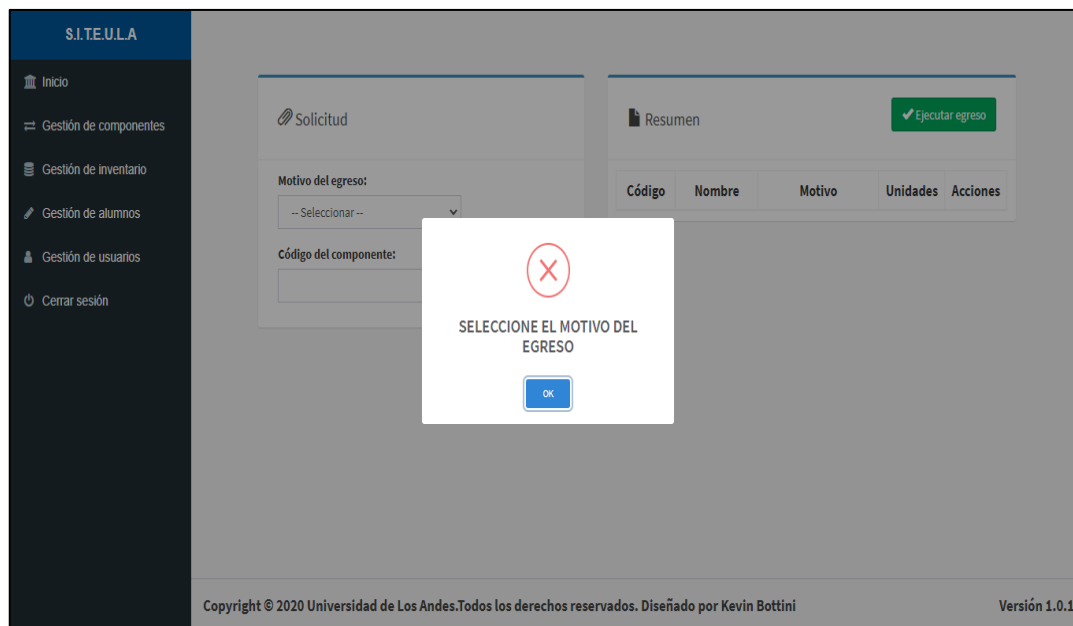 S.I.T.E.U.L.A
Inicio
Gestión de componentes
Gestión de inventario
Gestión de alumnos
Gestión de usuarios
Cerrar sesión
Solicitud
Motivo del egreso:
-- Seleccionar --
Código del componente:
Resumen
Ejecutar egreso
Código Nombre Motivo Unidades Acciones
SELECCIONE EL MOTIVO DEL
EGRESO
OK
Copyright © 2020 Universidad de Los Andes.Todos los derechos reservados. Diseñado por Kevin Bottini
Versión 1.0.1